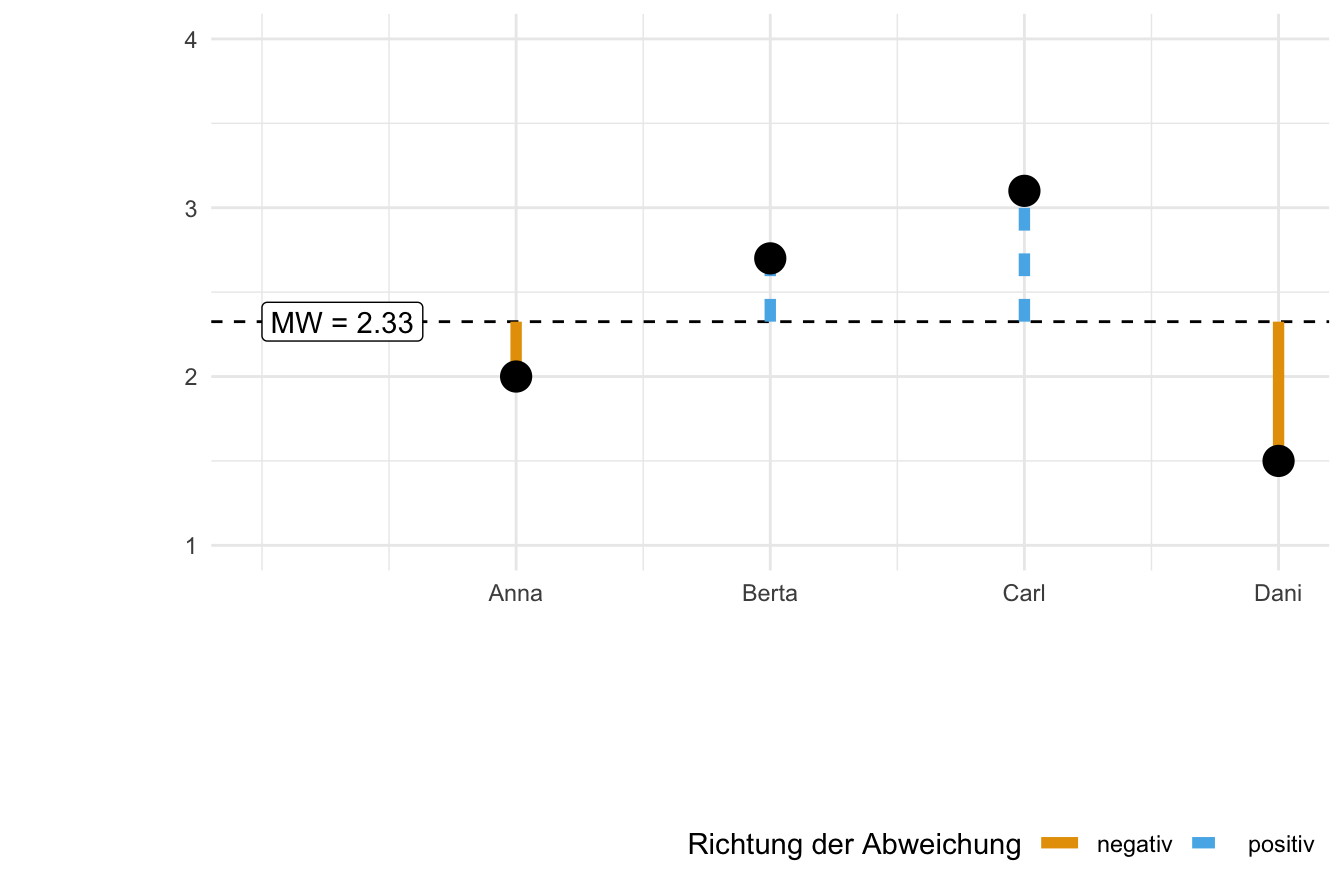 4
3
MW = 2.33
2
1
Anna Berta Carl Dani
Richtung der Abweichung negativ positiv